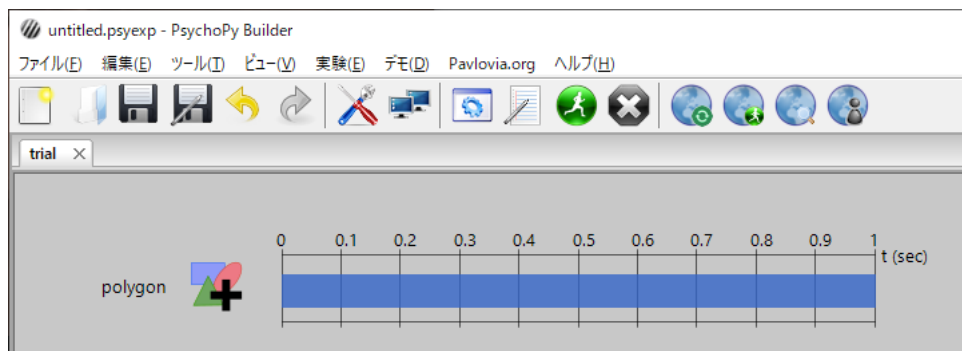 untitled.psyexp - PsychoPy Builder
ファイル(F) 編集(E) ツール(T) ビュー(V) 実験(E) デモ(D) Pavlovia.org ヘルプ(H)
trial
0 0.1 0.2 0.3 0.4 0.5 0.6 0.7 0.8 0.9 1
t (sec)
polygon